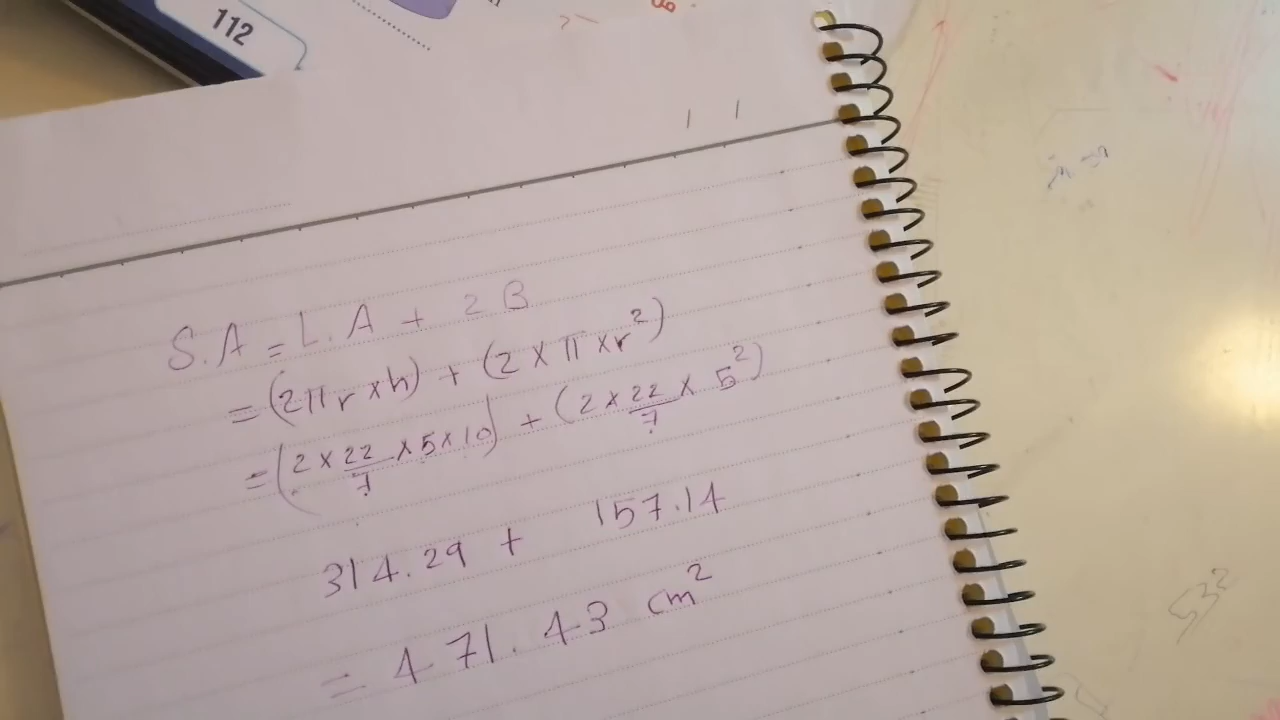 112
S.A = L.A + 2B
= (2πr × h) + (2 × π × r²)
= (2 × 22/7 × 5 × 10) + (2 × 22/7 × 5²)
314.29 + 157.14
= 471.43 cm²
532